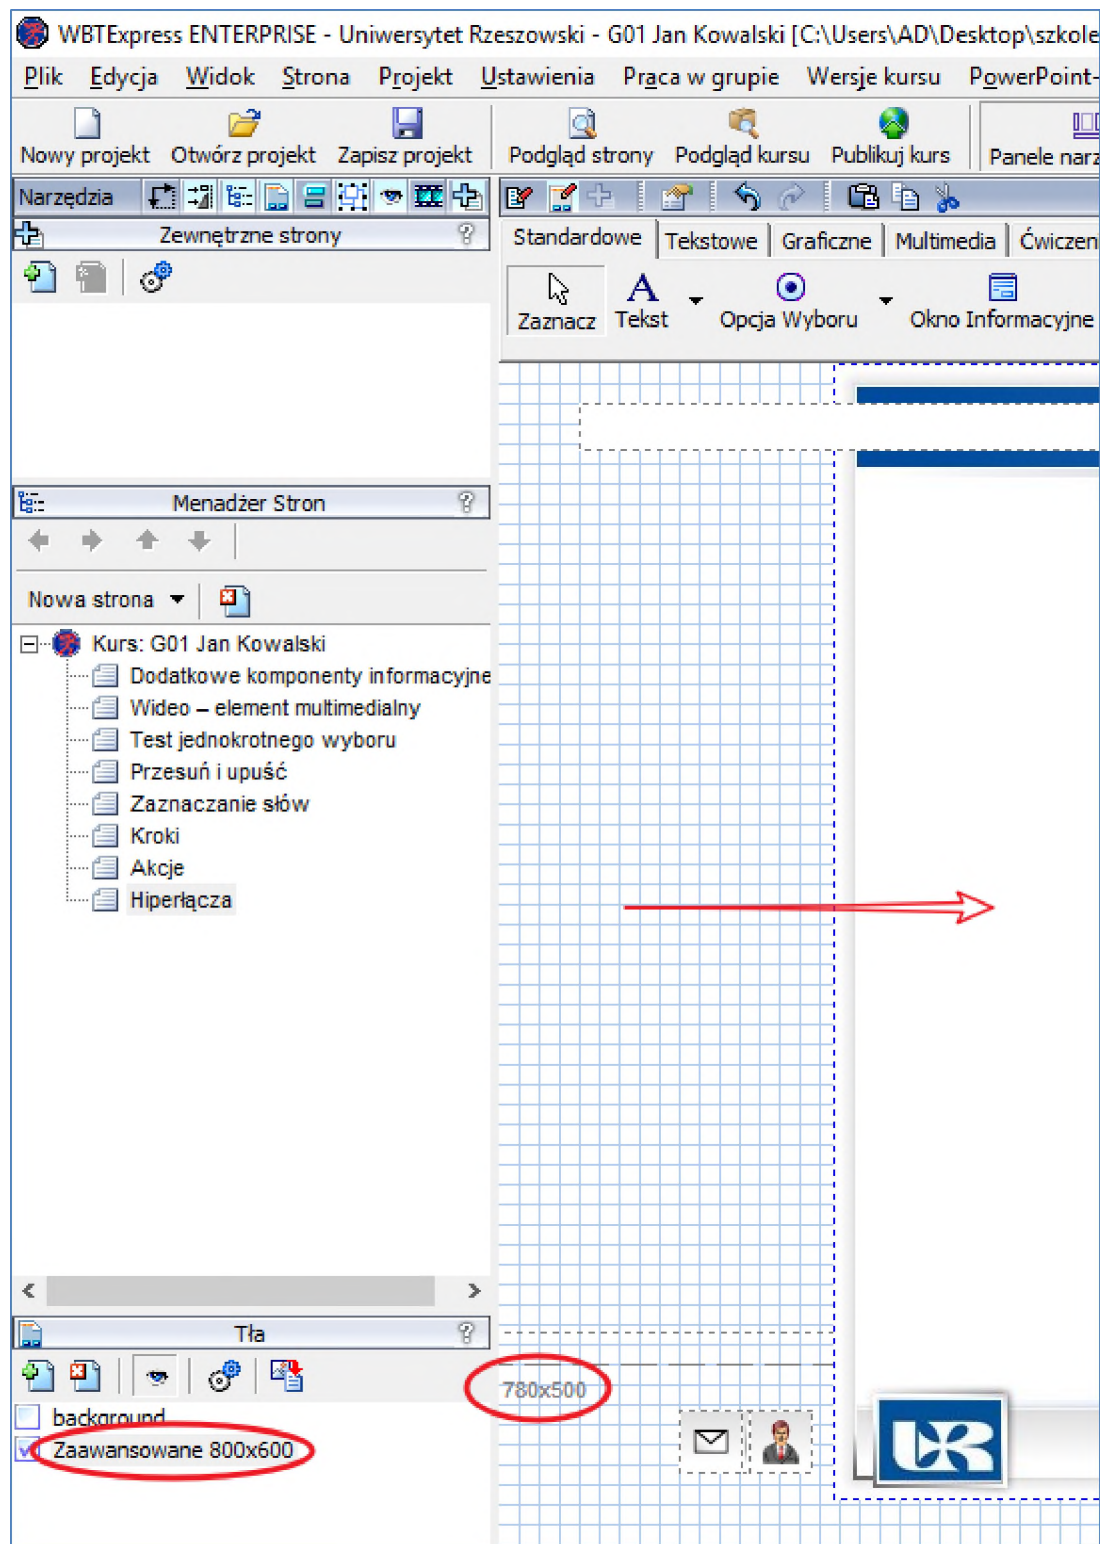 WBTExpress ENTERPRISE - Uniwersytet Rzeszowski - G01 Jan Kowalski [C:\Users\AD\Desktop\szkole
Plik Edycja Widok Strona Projekt Ustawienia Praca w grupie Wersje kursu PowerPoint-
Nowy projekt Otwórz projekt Zapisz projekt Podgląd strony Podgląd kursu Publikuj kurs Panele narz
Narzędzia
Zewnętrzne strony ?
Standardowe Tekstowe Graficzne Multimedia Ćwiczen
Zaznacz Tekst Opcja Wyboru Okno Informacyjne
Menadżer Stron ?
Nowa strona
Kurs: G01 Jan Kowalski
Dodatkowe komponenty informacyjne
Wideo – element multimedialny
Test jednokrotnego wyboru
Przesuń i upuść
Zaznaczanie słów
Kroki
Akcje
Hiperłącza
Tła ?
780x500
background
Zaawansowane 800x600
UR